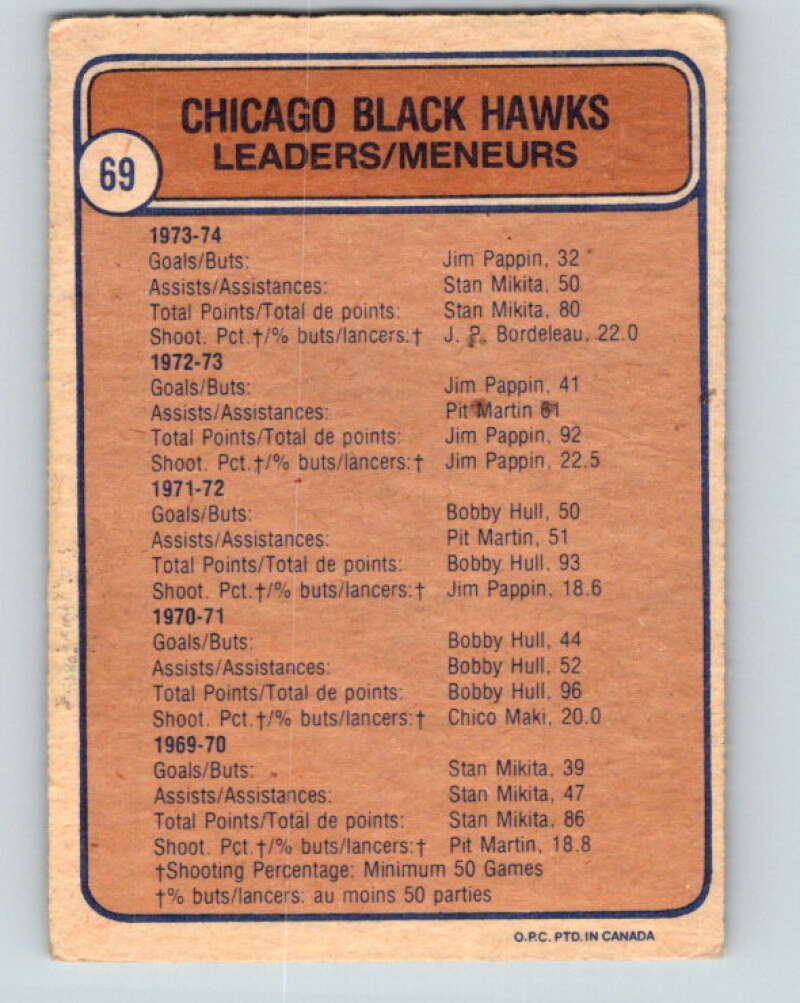 CHICAGO BLACK HAWKS
LEADERS/MENEURS
69
1973-74
Goals/Buts: Jim Pappin, 32
Assists/Assistances: Stan Mikita, 50
Total Points/Total de points: Stan Mikita, 80
Shoot. Pct.†/% buts/lancers:† J. P. Bordeleau, 22.0
1972-73
Goals/Buts: Jim Pappin, 41
Assists/Assistances: Pit Martin 61
Total Points/Total de points: Jim Pappin, 92
Shoot. Pct.†/% buts/lancers:† Jim Pappin, 22.5
1971-72
Goals/Buts: Bobby Hull, 50
Assists/Assistances: Pit Martin, 51
Total Points/Total de points: Bobby Hull, 93
Shoot. Pct.†/% buts/lancers:† Jim Pappin, 18.6
1970-71
Goals/Buts: Bobby Hull, 44
Assists/Assistances: Bobby Hull, 52
Total Points/Total de points: Bobby Hull, 96
Shoot. Pct.†/% buts/lancers:† Chico Maki, 20.0
1969-70
Goals/Buts: Stan Mikita, 39
Assists/Assistances: Stan Mikita, 47
Total Points/Total de points: Stan Mikita, 86
Shoot. Pct.†/% buts/lancers:† Pit Martin, 18.8
†Shooting Percentage: Minimum 50 Games
†% buts/lancers: au moins 50 parties
O.P.C. PTD. IN CANADA